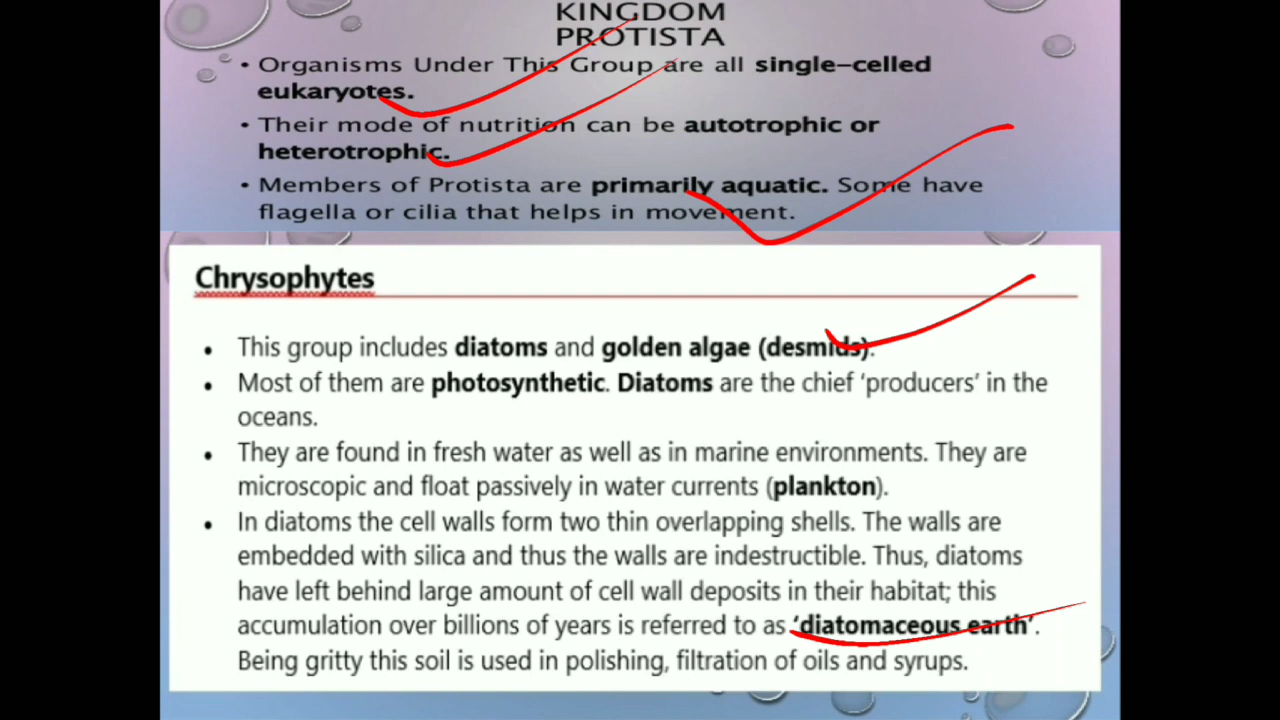 KINGDOM
PROTISTA
• Organisms Under This Group are all single-celled
eukaryotes.
• Their mode of nutrition can be autotrophic or
heterotrophic.
• Members of Protista are primarily aquatic. Some have
flagella or cilia that helps in movement.
Chrysophytes
• This group includes diatoms and golden algae (desmids).
• Most of them are photosynthetic. Diatoms are the chief 'producers' in the
oceans.
• They are found in fresh water as well as in marine environments. They are
microscopic and float passively in water currents (plankton).
• In diatoms the cell walls form two thin overlapping shells. The walls are
embedded with silica and thus the walls are indestructible. Thus, diatoms
have left behind large amount of cell wall deposits in their habitat; this
accumulation over billions of years is referred to as 'diatomaceous earth'.
Being gritty this soil is used in polishing, filtration of oils and syrups.